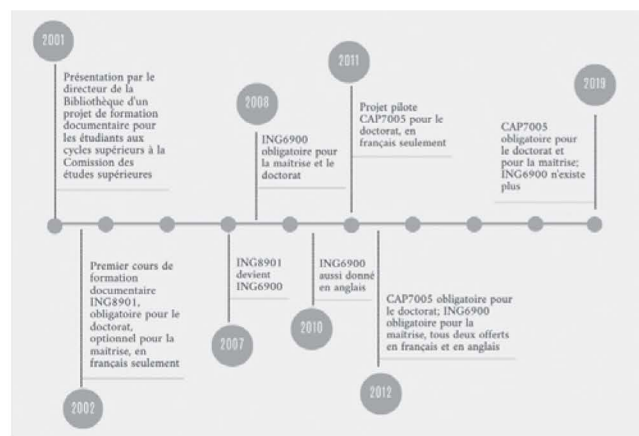 2001
Présentation par le
directeur de la
Bibliothèque d'un
projet de formation
documentaire pour
les étudiants aux
cycles supérieurs à la
Comission des
études supérieures
2008
ING6900
obligatoire pour
la maitrise et le
doctorat
2011
Projet pilote
CAP7005 pour le
doctorat, en
français seulement
2019
CAP7005
obligatoire pour
le doctorat et
pour la maitrise;
ING6900 n'existe
plus
Premier cours de
formation
documentaire
ING8901,
obligatoire pour le
doctorat,
optionnel pour la
maitrise, en
français seulement
2002
ING8901
devient
ING6900
2007
ING6900
aussi donné
en anglais
2010
CAP7005 obligatoire pour
le doctorat; ING6900
obligatoire pour la
maitrise, tous deux offerts
en français et en anglais
2012